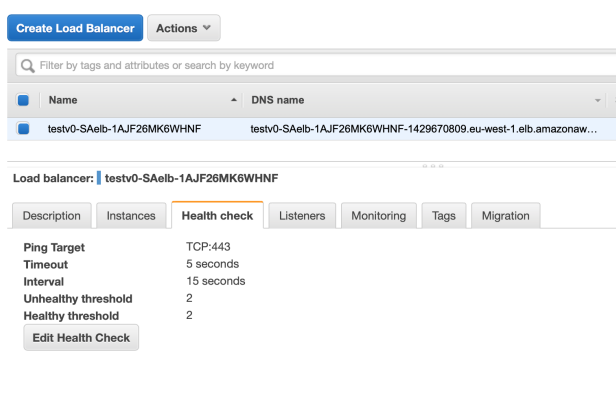 Create Load Balancer Actions
Filter by tags and attributes or search by keyword
Name DNS name
testv0-SAelb-1AJF26MK6WHNF testv0-SAelb-1AJF26MK6WHNF-1429670809.eu-west-1.elb.amazonaw...
Load balancer: testv0-SAelb-1AJF26MK6WHNF
Description Instances Health check Listeners Monitoring Tags Migration
Ping Target TCP:443
Timeout 5 seconds
Interval 15 seconds
Unhealthy threshold 2
Healthy threshold 2
Edit Health Check